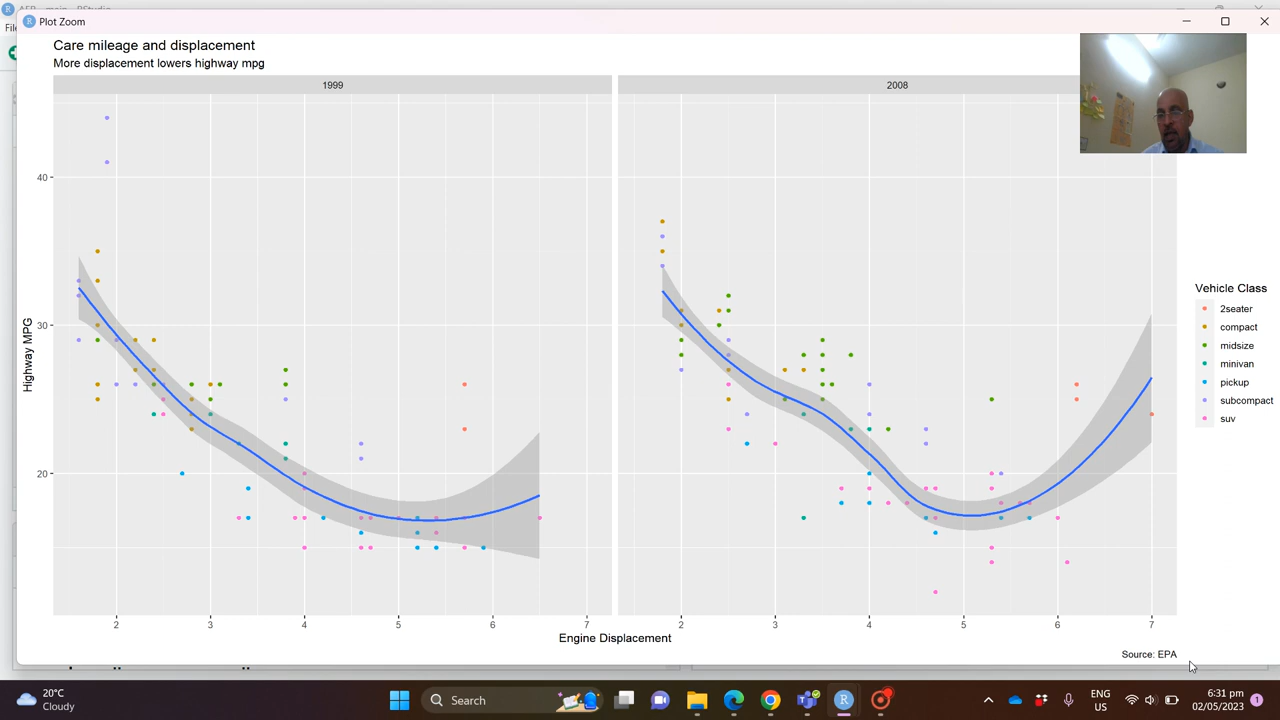 Plot Zoom
Care mileage and displacement
More displacement lowers highway mpg
1999
2008
Highway MPG
40
30
20
2 3 4 5 6 7
2 3 4 5 6 7
Engine Displacement
Source: EPA
Vehicle Class
2seater
compact
midsize
minivan
pickup
subcompact
suv
20°C
Cloudy
Search
ENG
US
6:31 pm
02/05/2023
1